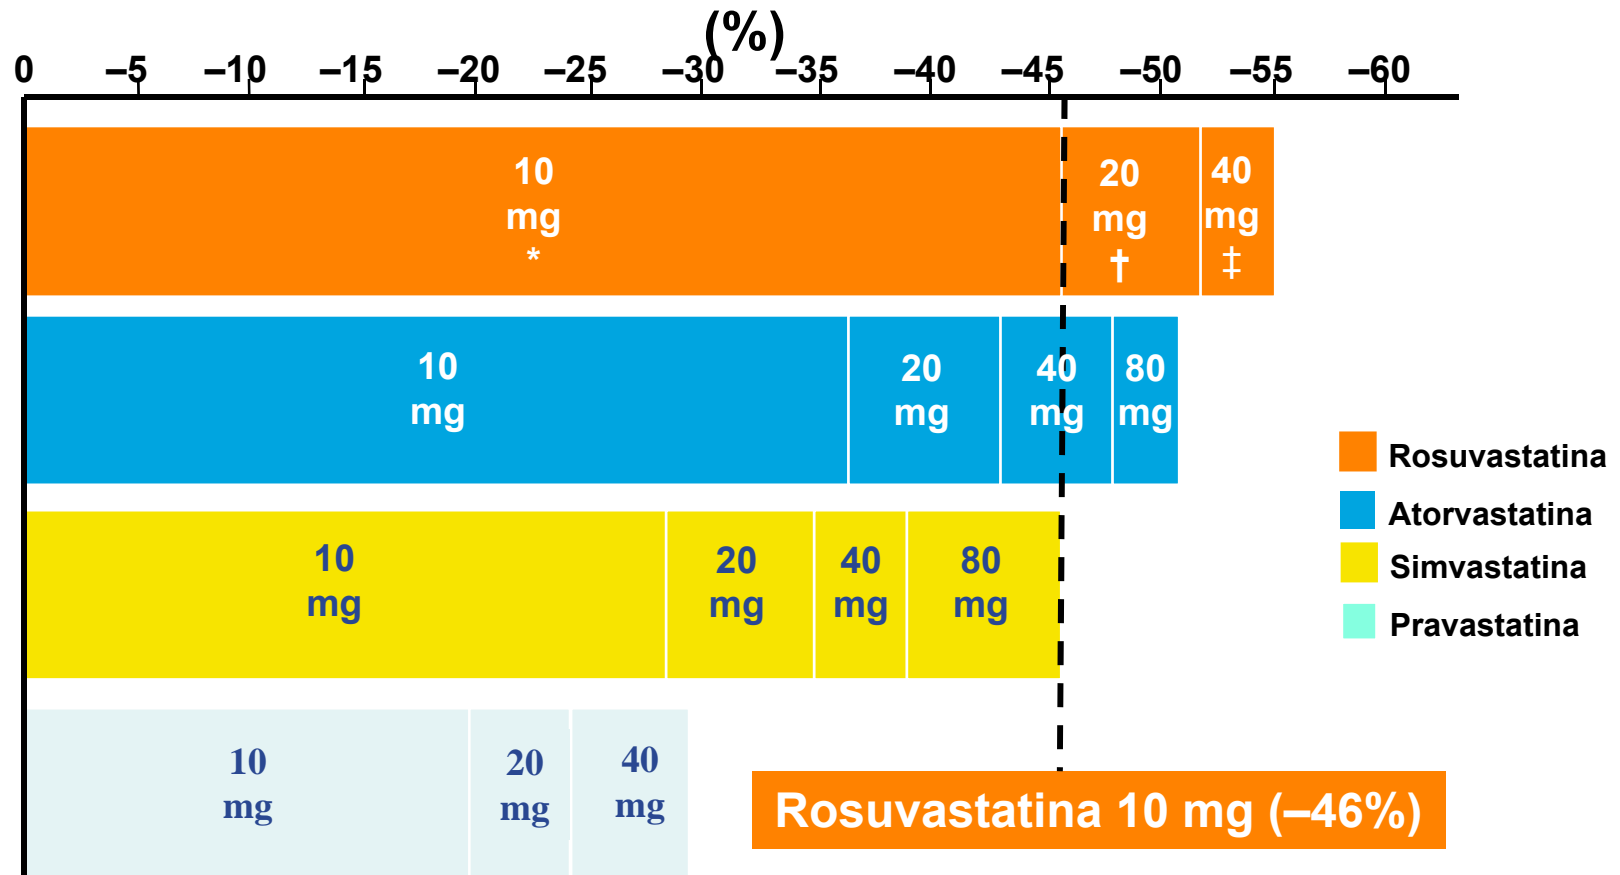 (%)
0 –5 –10 –15 –20 –25 –30 –35 –40 –45 –50 –55 –60
10
mg
*
20
mg
†
40
mg
‡
10
mg
20
mg
40
mg
80
mg
10
mg
20
mg
40
mg
80
mg
10
mg
20
mg
40
mg
Rosuvastatina
Atorvastatina
Simvastatina
Pravastatina
Rosuvastatina 10 mg (–46%)